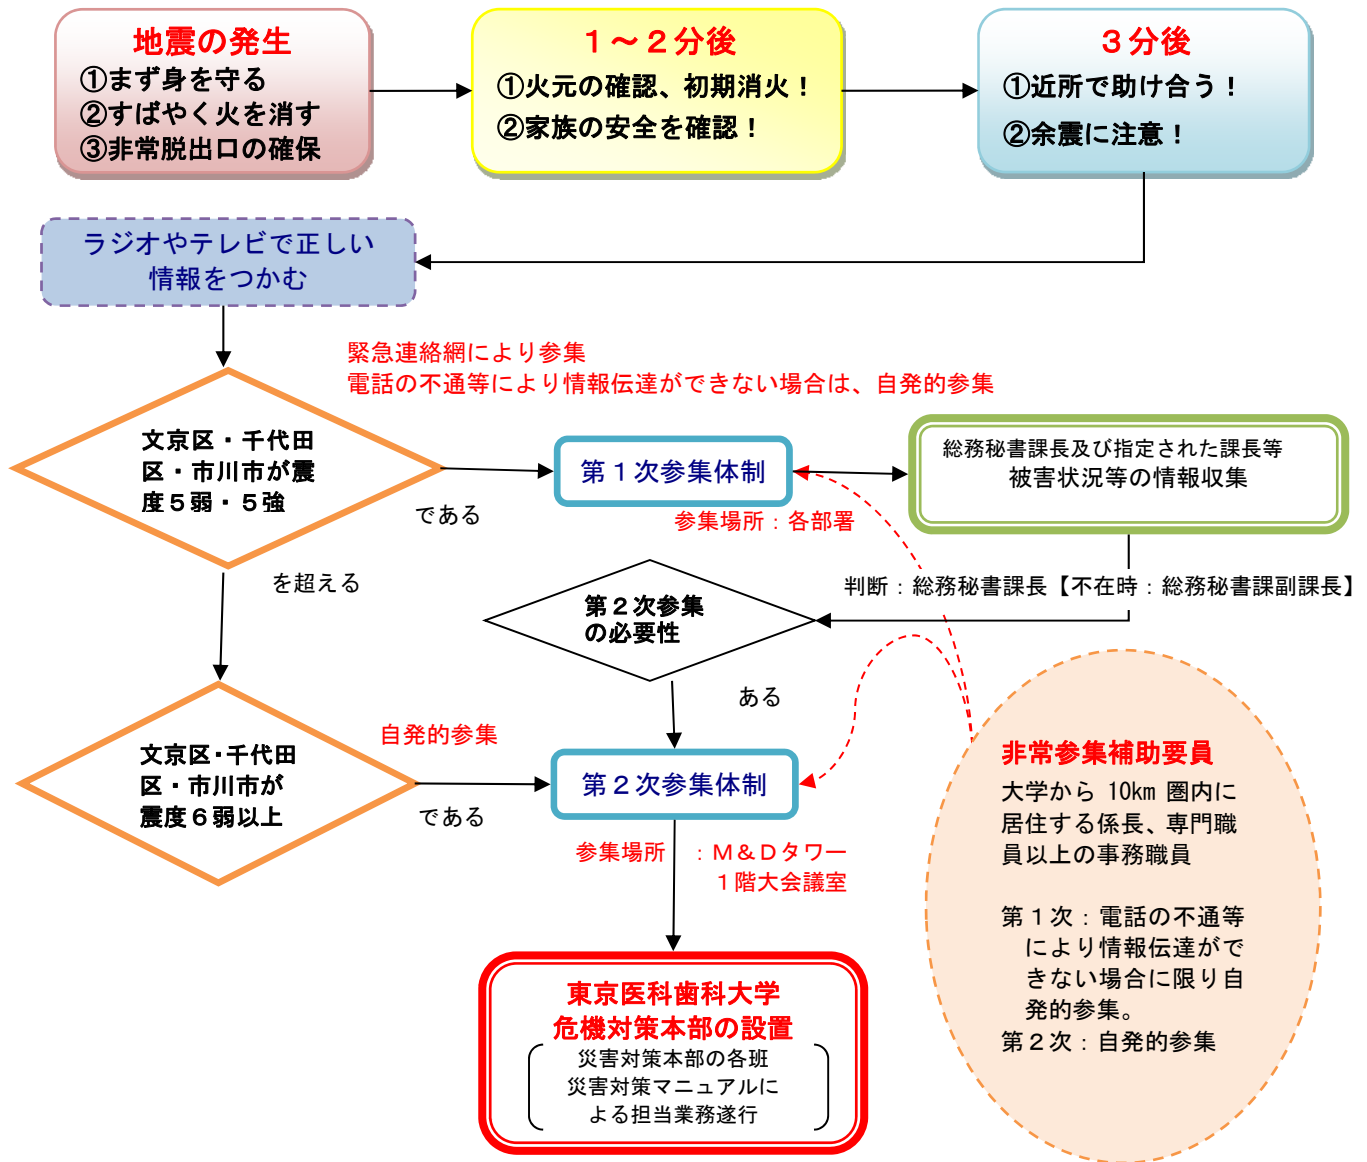 地震の発生
①まず身を守る
②すばやく火を消す
③非常脱出口の確保
１～２分後
①火元の確認、初期消火！
②家族の安全を確認！
３分後
①近所で助け合う！
②余震に注意！
ラジオやテレビで正しい
情報をつかむ
緊急連絡網により参集
電話の不通等により情報伝達ができない場合は、自発的参集
文京区・千代田
区・市川市が震
度５弱・５強
である
を超える
第１次参集体制
参集場所：各部署
総務秘書課長及び指定された課長等
被害状況等の情報収集
判断：総務秘書課長【不在時：総務秘書課副課長】
第２次参集
の必要性
ある
文京区・千代田
区・市川市が
震度６弱以上
自発的参集
である
第２次参集体制
参集場所　：Ｍ＆Ｄタワー
１階大会議室
非常参集補助要員
大学から 10km 圏内に
居住する係長、専門職
員以上の事務職員
第１次：電話の不通等
により情報伝達がで
きない場合に限り自
発的参集。
第２次：自発的参集
東京医科歯科大学
危機対策本部の設置
災害対策本部の各班
災害対策マニュアルに
よる担当業務遂行